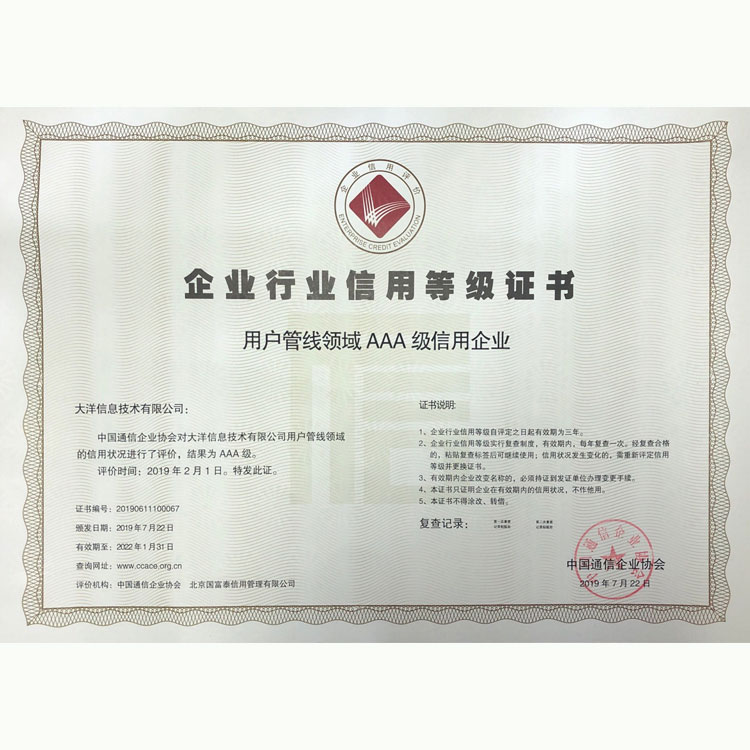 企业信用评价
ENTERPRISE CREDIT EVALUATION
企业行业信用等级证书
用户管线领域 AAA 级信用企业
大洋信息技术有限公司：
中国通信企业协会对大洋信息技术有限公司用户管线领域
的信用状况进行了评价，结果为 AAA 级。
评价时间：2019 年 2 月 1 日。特发此证。
证书编号：20190611100067
颁发日期：2019 年 7 月 22 日
有效期至：2022 年 1 月 31 日
查询网址：www.ccace.org.cn
评价机构：中国通信企业协会 北京国富泰信用管理有限公司
证书说明：
1、企业行业信用等级自评定之日起有效期为三年。
2、企业行业信用等级实行复查制度，有效期内，每年复查一次。经复查合格
的，粘贴复查标签后可继续使用；信用状况发生变化的，需重新评定信用
等级并更换证书。
3、有效期内企业改变名称的，必须持证到发证单位办理变更手续。
4、本证书只证明企业在有效期内的信用状况，不作他用。
5、本证书不得涂改、转借。
复查记录：
中国通信企业协会
2019 年 7 月 22 日